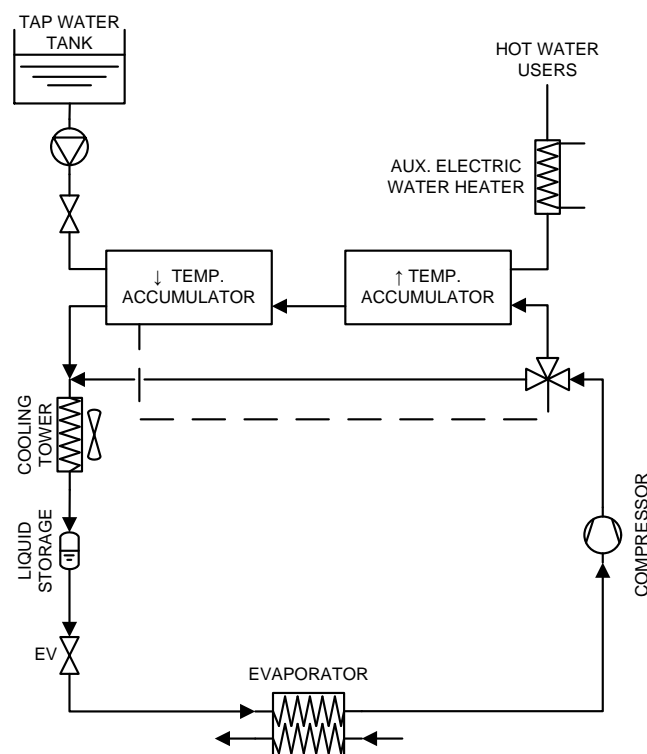 TAP WATER
TANK
HOT WATER
USERS
AUX. ELECTRIC
WATER HEATER
↓ TEMP.
ACCUMULATOR
↑ TEMP.
ACCUMULATOR
COOLING
TOWER
LIQUID
STORAGE
COMPRESSOR
EV
EVAPORATOR